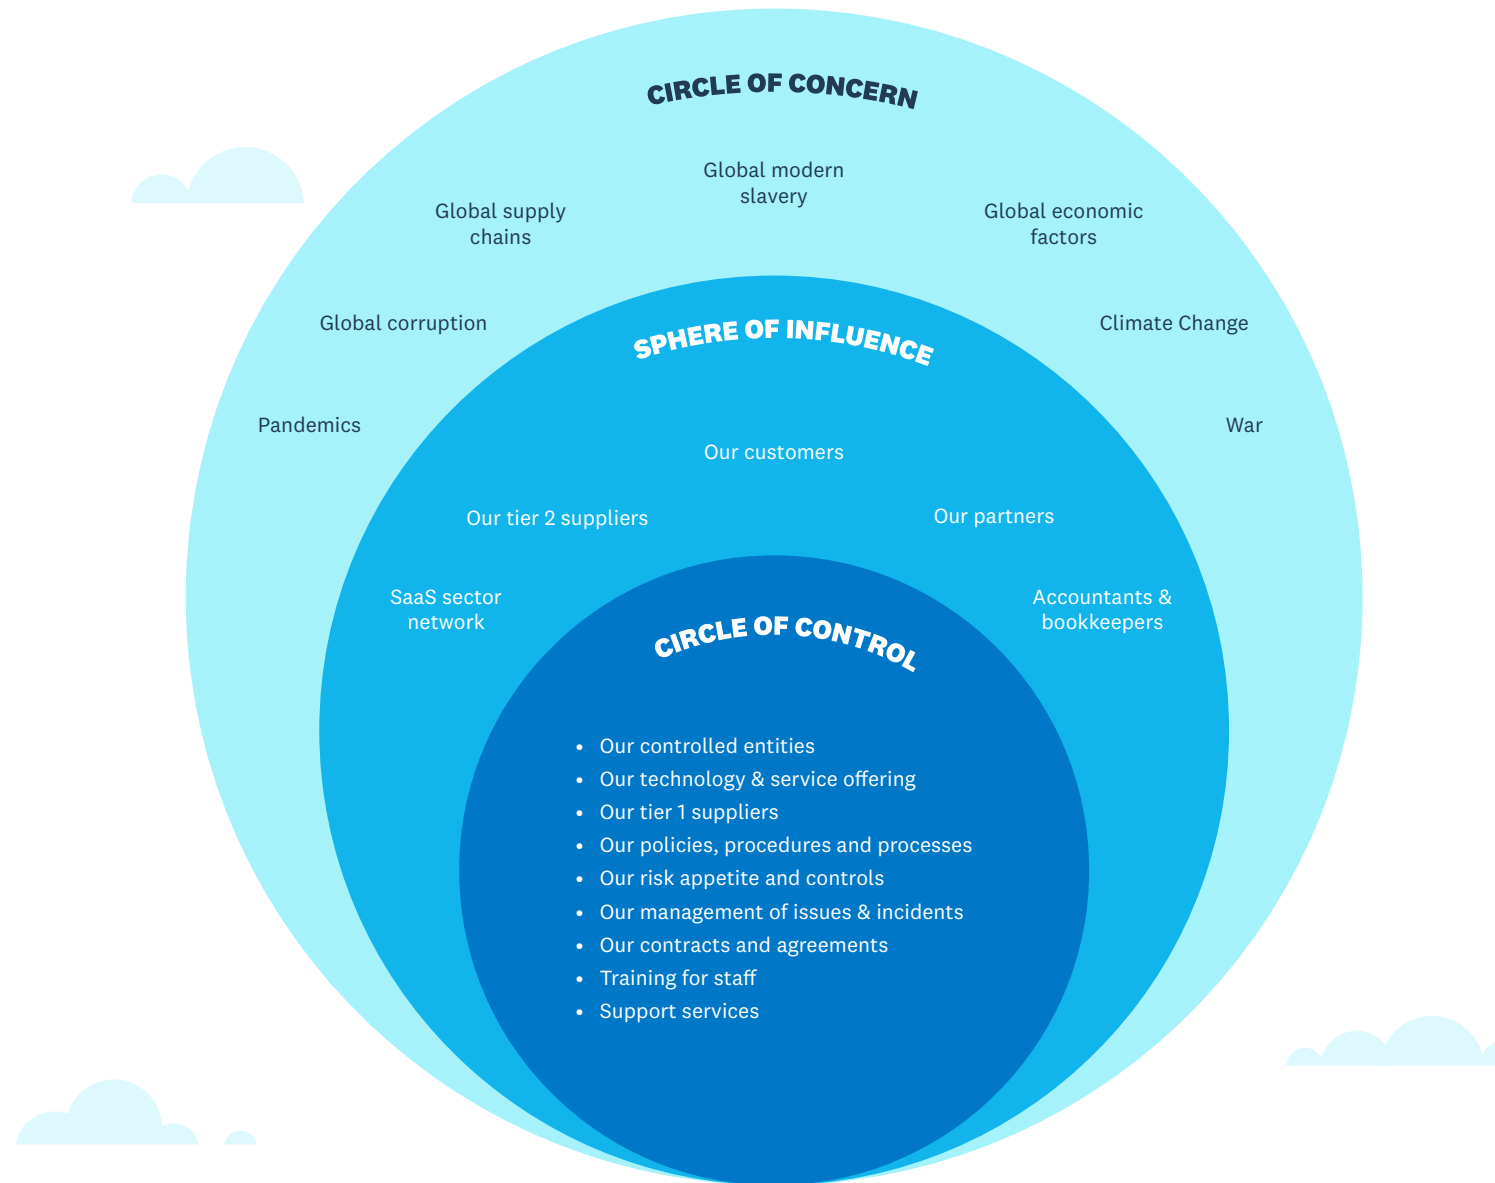 CIRCLE OF CONCERN
Global modern
slavery
Global supply
chains
Global economic
factors
Global corruption
Climate Change
Pandemics
War
SPHERE OF INFLUENCE
Our customers
Our tier 2 suppliers
Our partners
SaaS sector
network
Accountants &
bookkeepers
CIRCLE OF CONTROL
• Our controlled entities
• Our technology & service offering
• Our tier 1 suppliers
• Our policies, procedures and processes
• Our risk appetite and controls
• Our management of issues & incidents
• Our contracts and agreements
• Training for staff
• Support services